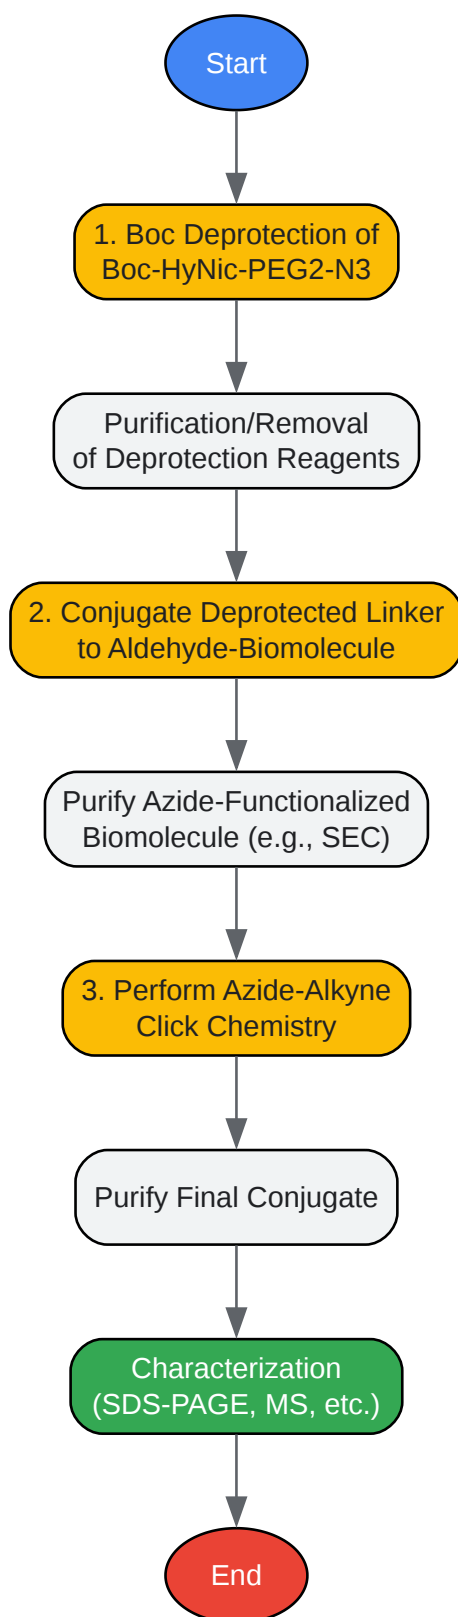 Start
1. Boc Deprotection of
Boc-HyNic-PEG2-N3
Purification/Removal
of Deprotection Reagents
2. Conjugate Deprotected Linker
to Aldehyde-Biomolecule
Purify Azide-Functionalized
Biomolecule (e.g., SEC)
3. Perform Azide-Alkyne
Click Chemistry
Purify Final Conjugate
Characterization
(SDS-PAGE, MS, etc.)
End